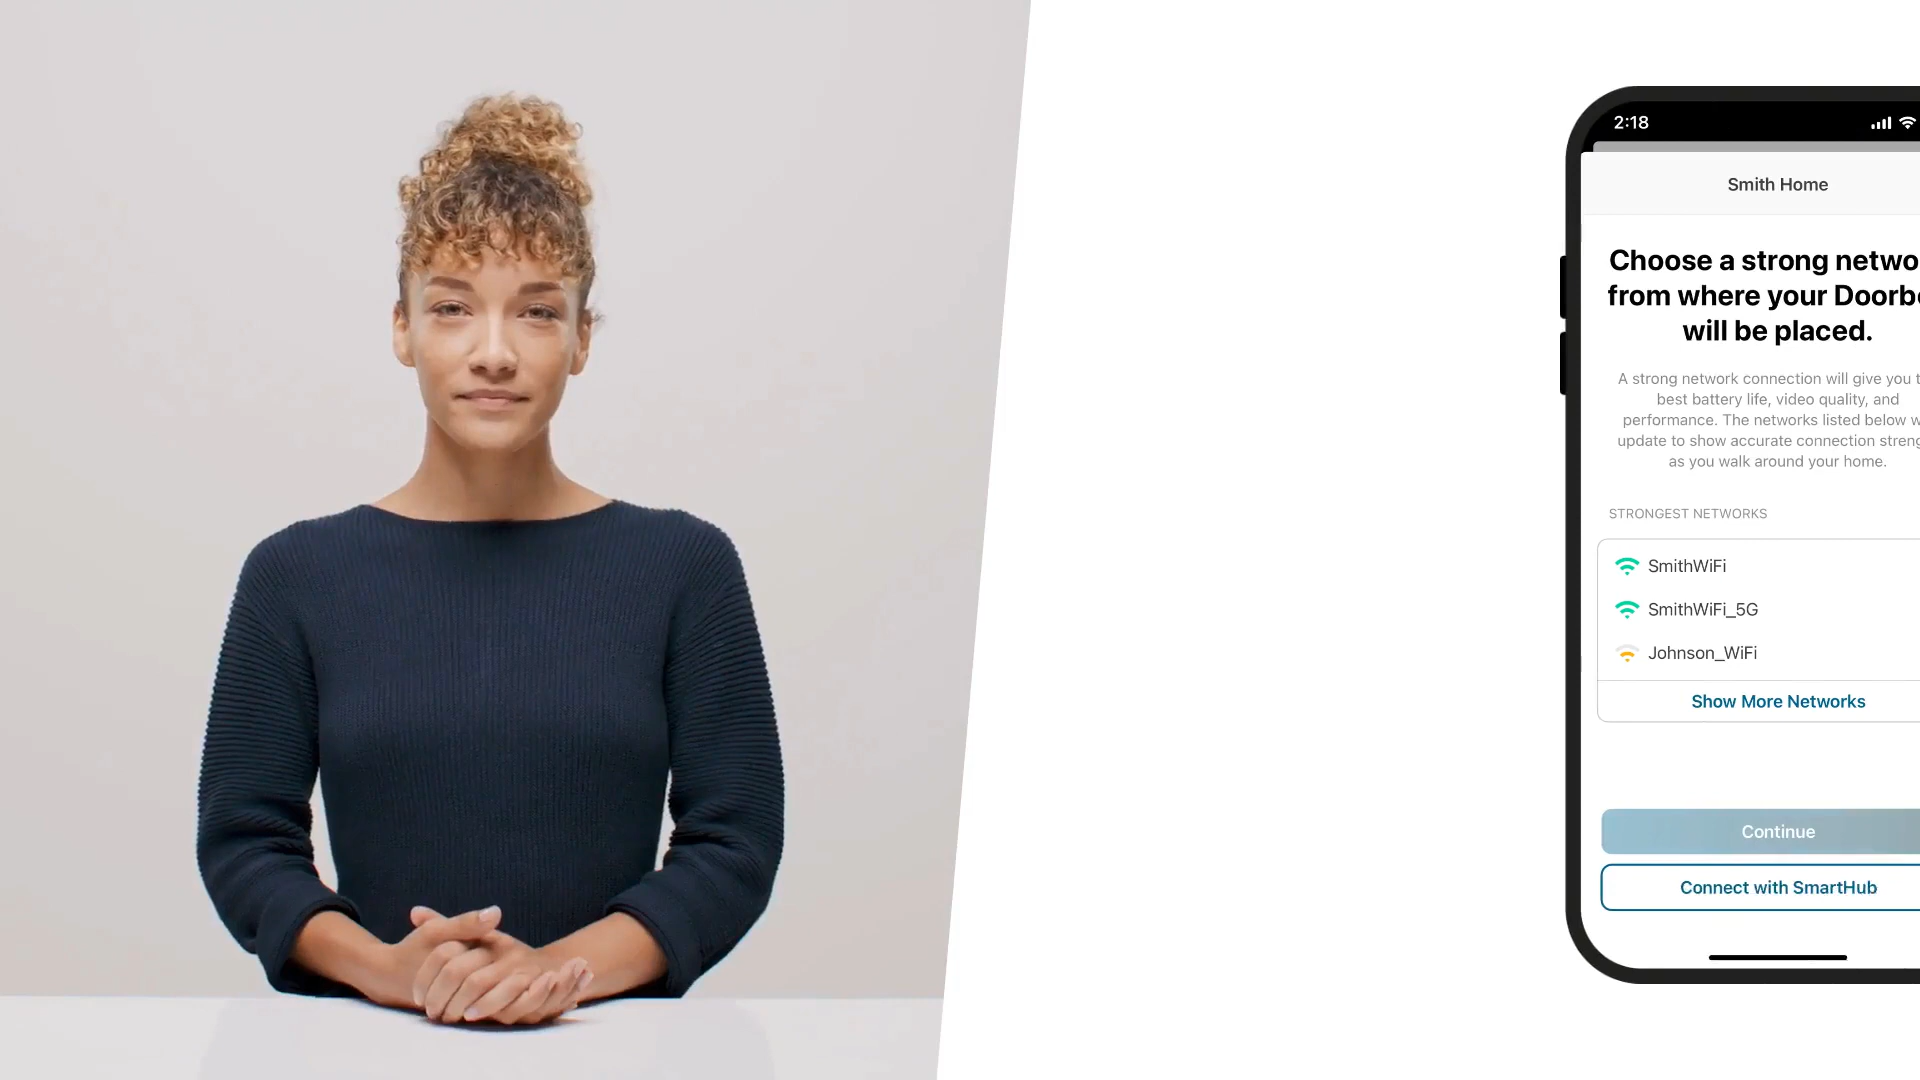 2:18
Smith Home
Choose a strong netwo
from where your Doorb
will be placed.
A strong network connection will give you t
best battery life, video quality, and
performance. The networks listed below w
update to show accurate connection streng
as you walk around your home.
STRONGEST NETWORKS
SmithWiFi
SmithWiFi_5G
Johnson_WiFi
Show More Networks
Continue
Connect with SmartHub